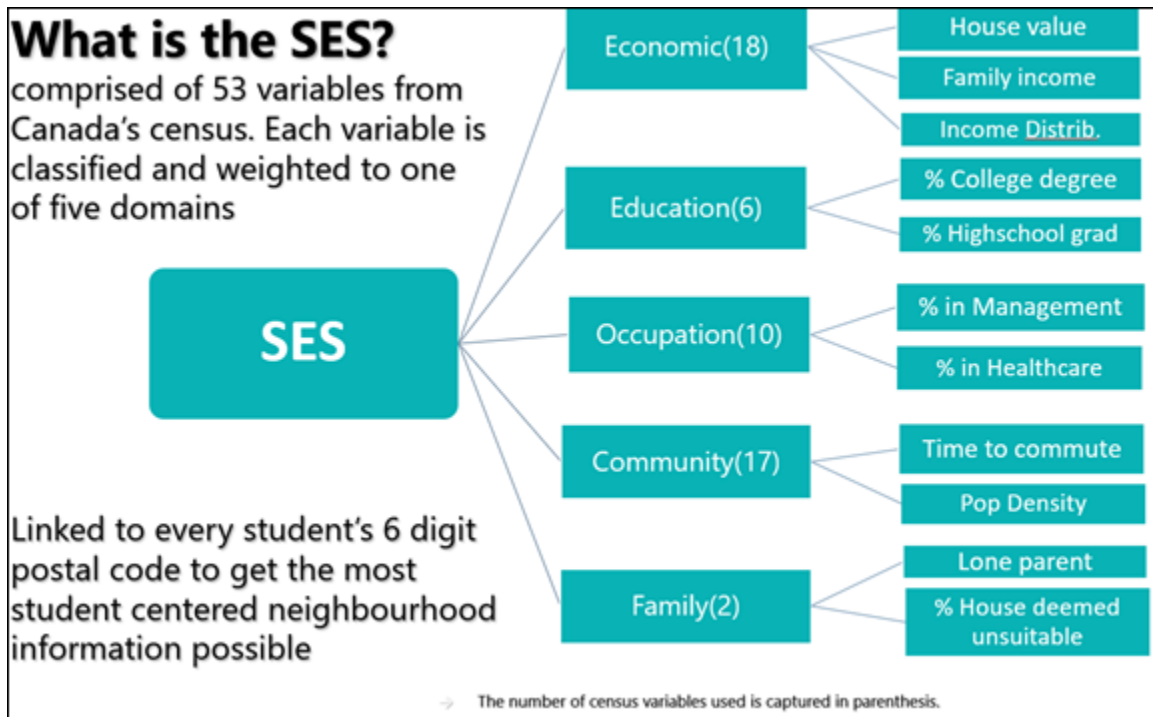 What is the SES?
comprised of 53 variables from
Canada's census. Each variable is
classified and weighted to one
of five domains
SES
Linked to every student's 6 digit
postal code to get the most
student centered neighbourhood
information possible
Economic(18)
House value
Family income
Income Distrib.
Education(6)
% College degree
% Highschool grad
Occupation(10)
% in Management
% in Healthcare
Community(17)
Time to commute
Pop Density
Family(2)
Lone parent
% House deemed
unsuitable
→ The number of census variables used is captured in parenthesis.